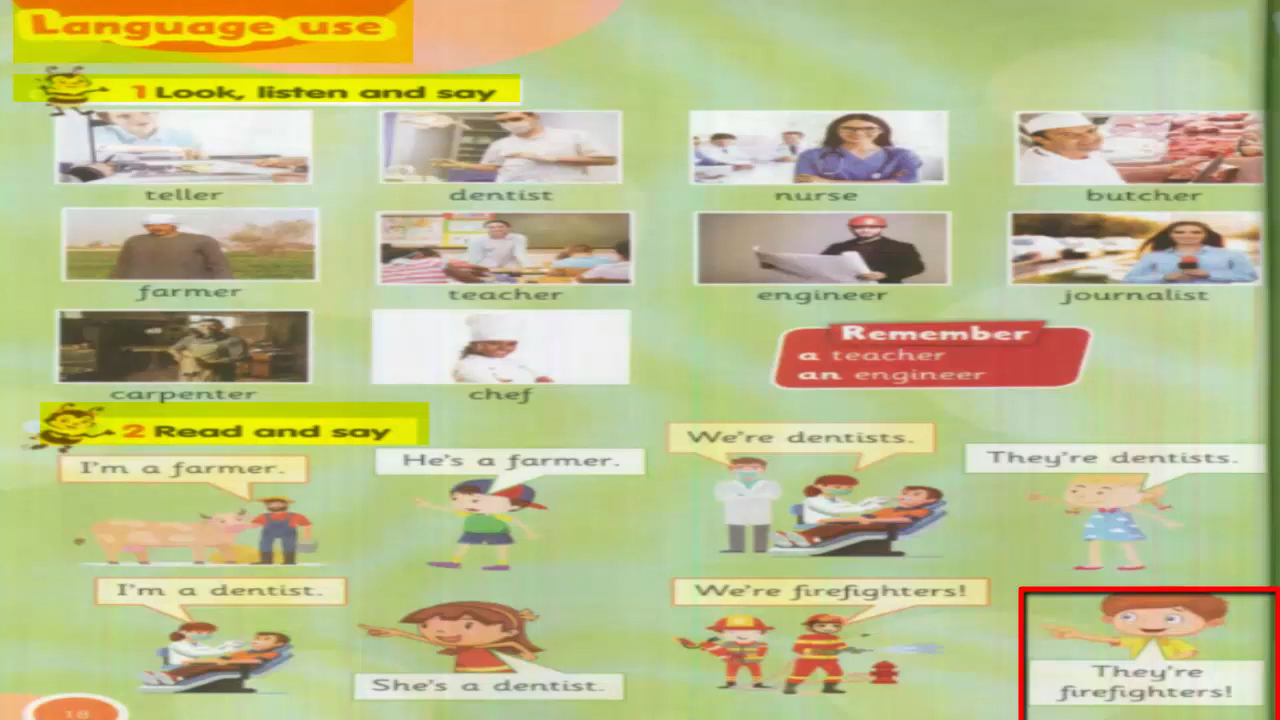 Language use
1 Look, listen and say
teller
dentist
nurse
butcher
farmer
teacher
engineer
journalist
carpenter
chef
Remember
a teacher
an engineer
2 Read and say
I'm a farmer.
He's a farmer.
We're dentists.
They're dentists.
I'm a dentist.
She's a dentist.
We're firefighters!
They're
firefighters!
18